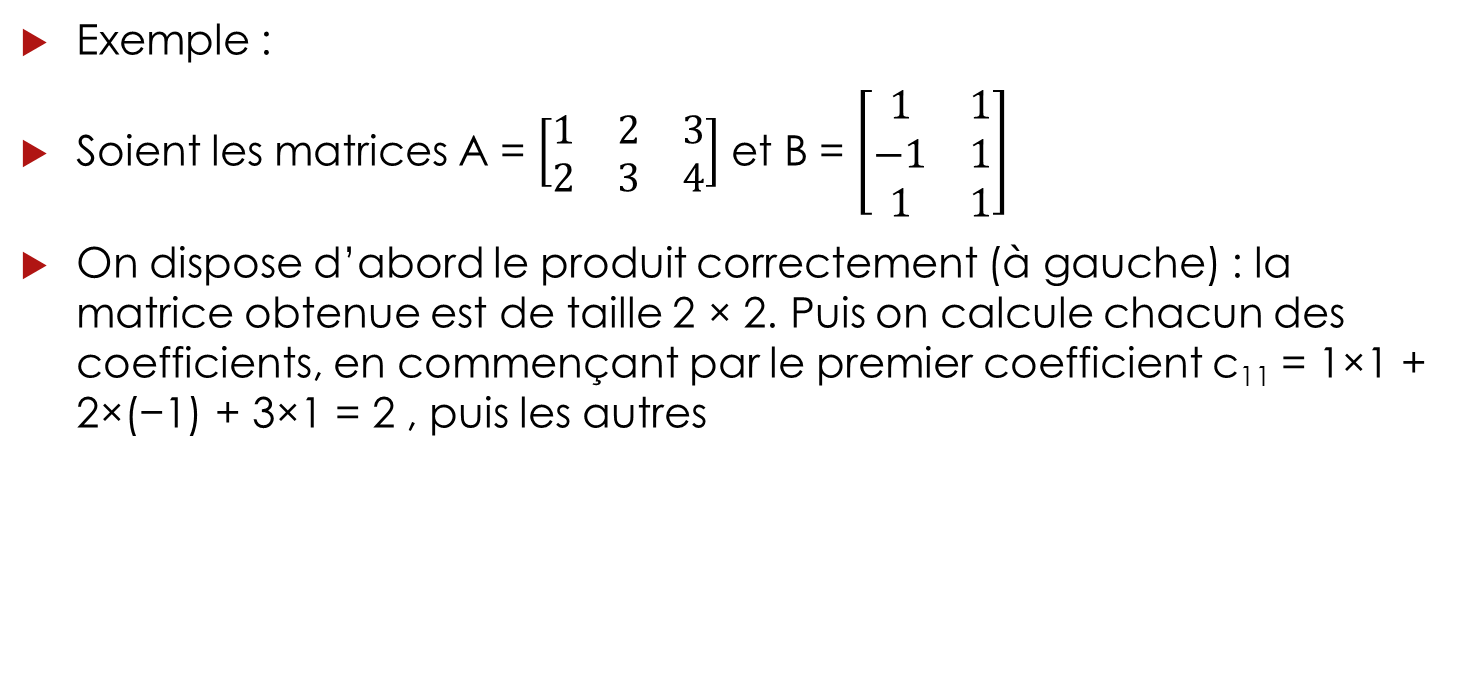 Exemple :
Soient les matrices A = [1 2 3; 2 3 4] et B = [1 1; −1 1; 1 1]
On dispose d’abord le produit correctement (à gauche) : la
matrice obtenue est de taille 2 × 2. Puis on calcule chacun des
coefficients, en commençant par le premier coefficient c₁₁ = 1×1 +
2×(−1) + 3×1 = 2 , puis les autres